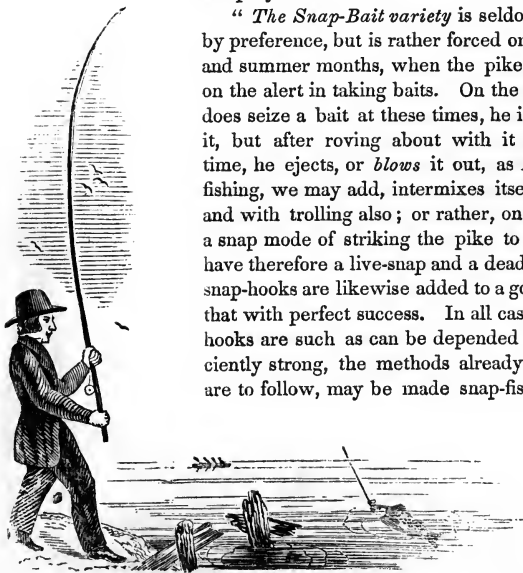 “ The Snap-Bait variety is seldo
by preference, but is rather forced or
and summer months, when the pike
on the alert in taking baits. On the
does seize a bait at these times, he i
it, but after roving about with it
time, he ejects, or blows it out, as
fishing, we may add, intermixes itse
and with trolling also ; or rather, on
a snap mode of striking the pike to
have therefore a live-snap and a dead
snap-hooks are likewise added to a go
that with perfect success. In all cas
hooks are such as can be depended
ciently strong, the methods already
are to follow, may be made snap-fis